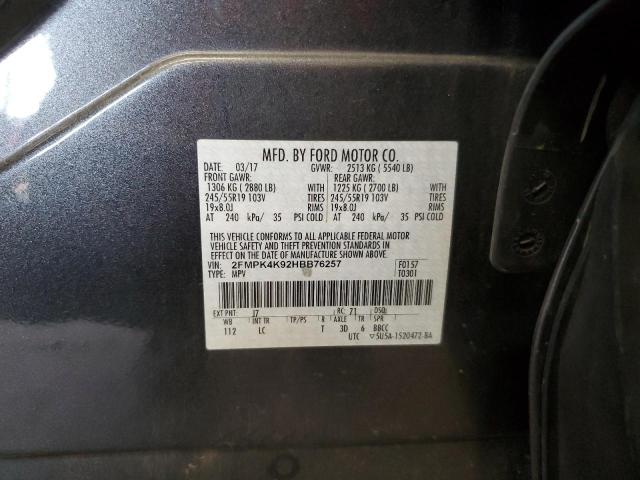 MFD. BY FORD MOTOR CO.
DATE: 03/17 GVWR: 2513 KG ( 5540 LB)
FRONT GAWR: REAR GAWR:
1306 KG ( 2880 LB) WITH 1225 KG ( 2700 LB) WITH
245/55R19 103V TIRES 245/55R19 103V TIRES
19x8.0J RIMS 19x8.0J RIMS
AT 240 kPa/ 35 PSI COLD AT 240 kPa/ 35 PSI COLD
THIS VEHICLE CONFORMS TO ALL APPLICABLE FEDERAL MOTOR
VEHICLE SAFETY AND THEFT PREVENTION STANDARDS IN
EFFECT ON THE DATE OF MANUFACTURE SHOWN ABOVE.
VIN: 2FMPK4K92HBB76257 F0157
TYPE: MPV T0301
EXT PNT: J7 RC: 71 DSO:
WB INT TR TP/PS R AXLE TR SPR
112 LC T 3D 6 BBCC
UTC ▽5U5A-1520472-BA